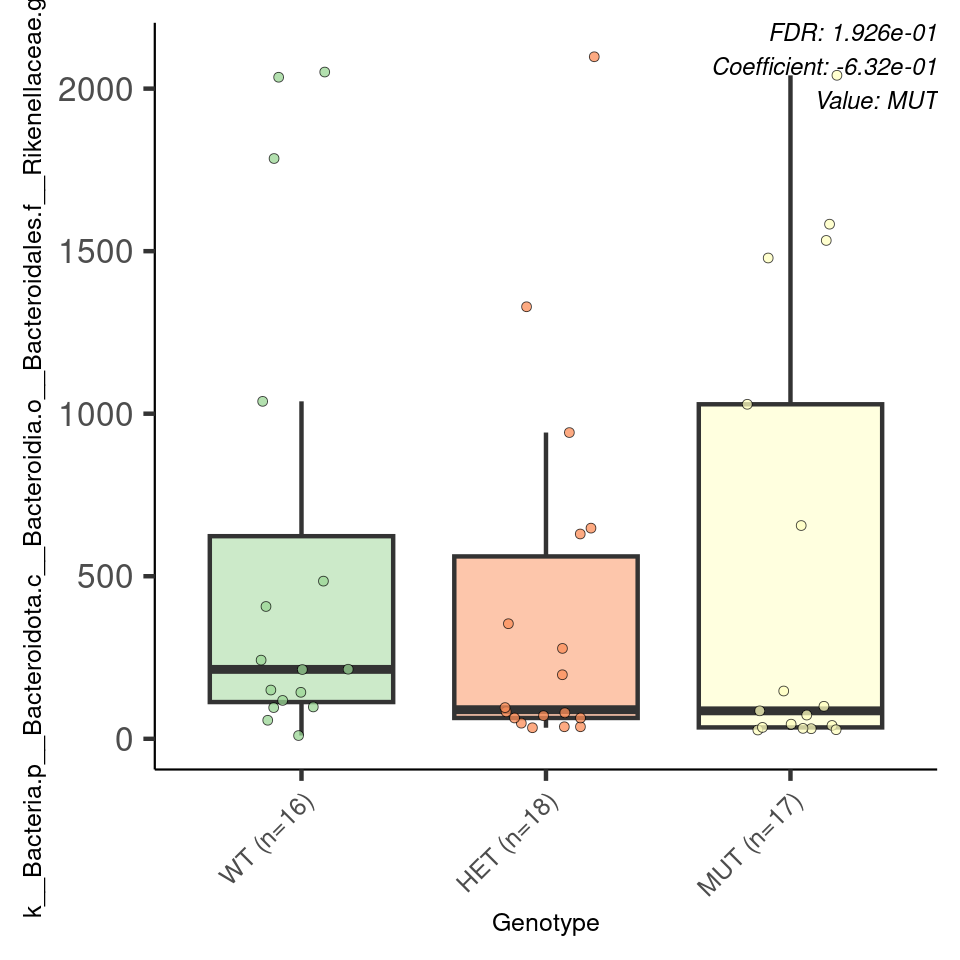 FDR: 1.926e-01
Coefficient: -6.32e-01
Value: MUT
k__Bacteria.p__Bacteroidota.c__Bacteroidia.o__Bacteroidales.f__Rikenellaceae.g
2000
1500
1000
500
0
WT (n=16)
HET (n=18)
MUT (n=17)
Genotype